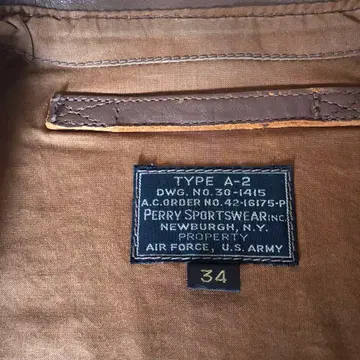 TYPE A-2
DWG. NO. 30-1415
A.C. ORDER NO. 42-16175-P
PERRY SPORTSWEAR INC.
NEWBURGH, N.Y.
PROPERTY
AIR FORCE, U.S. ARMY
34